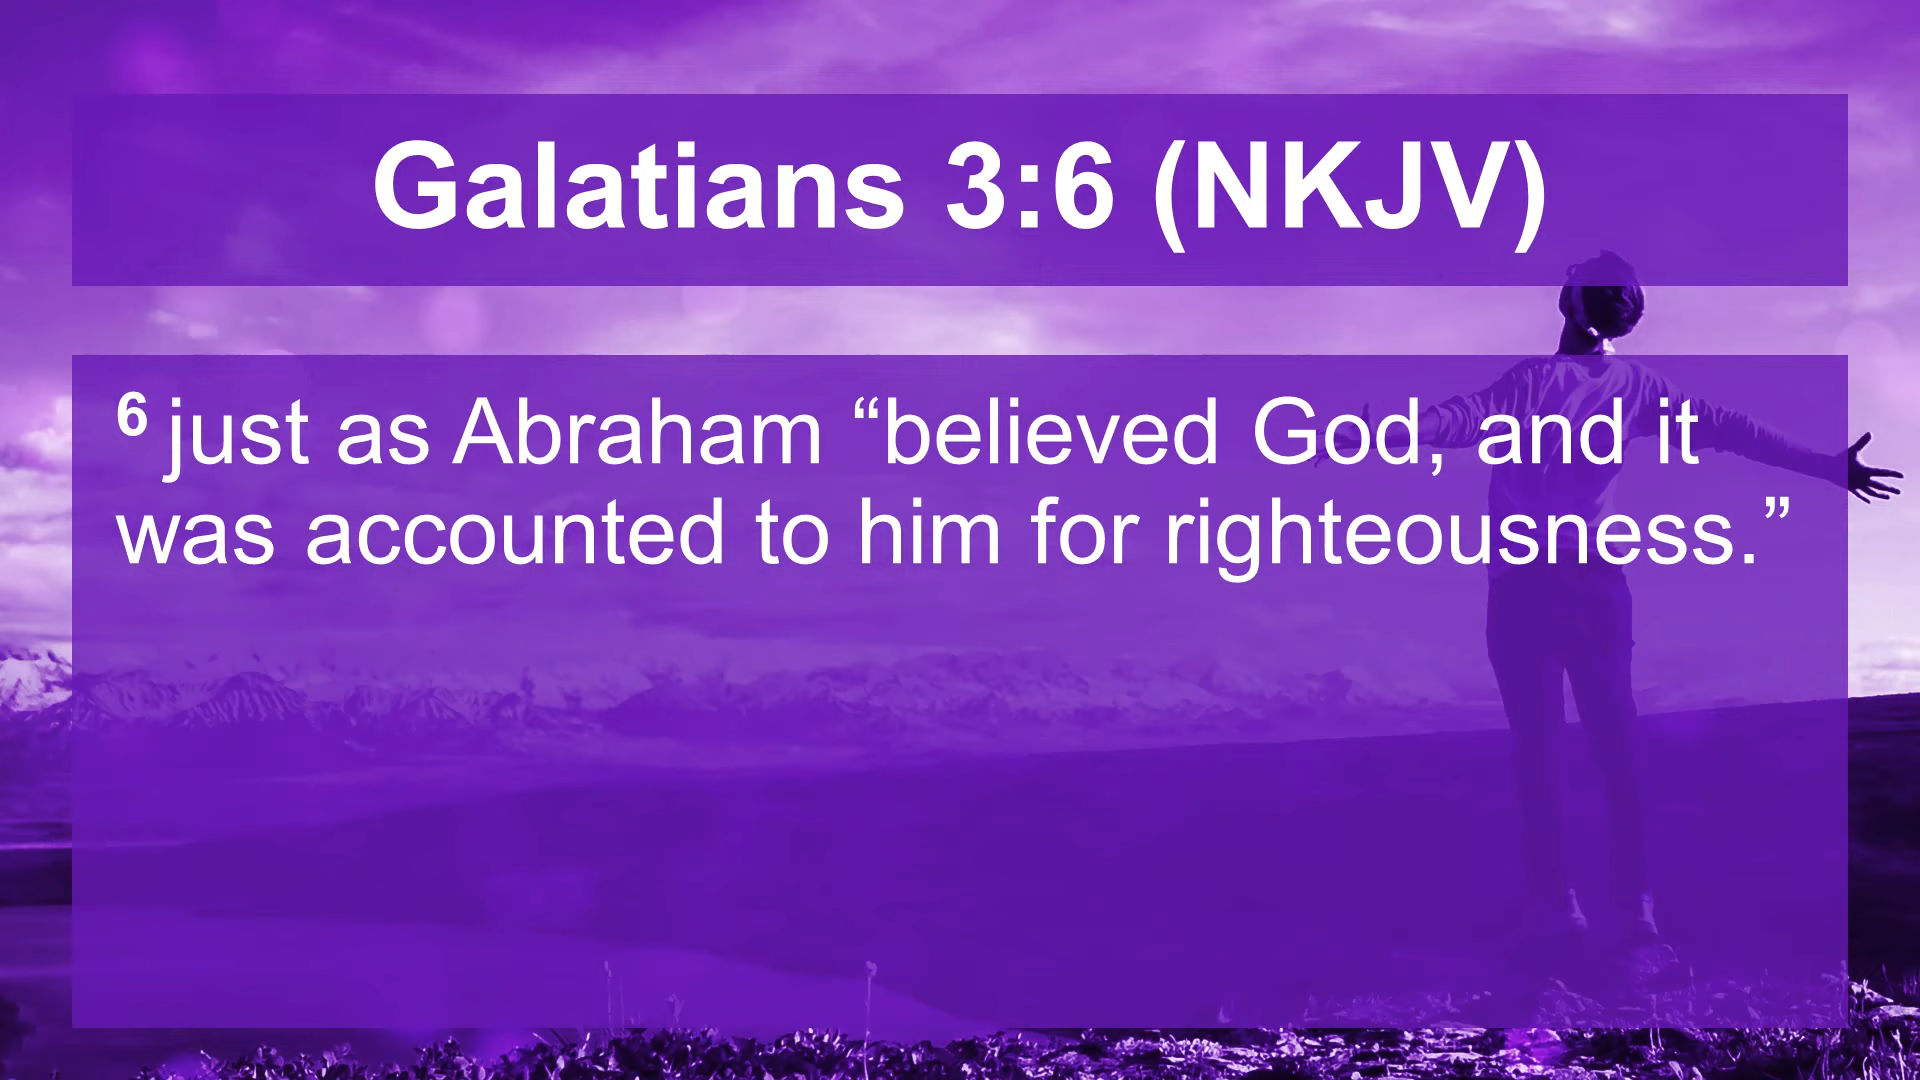 Galatians 3:6 (NKJV)
6 just as Abraham “believed God, and it
was accounted to him for righteousness.”